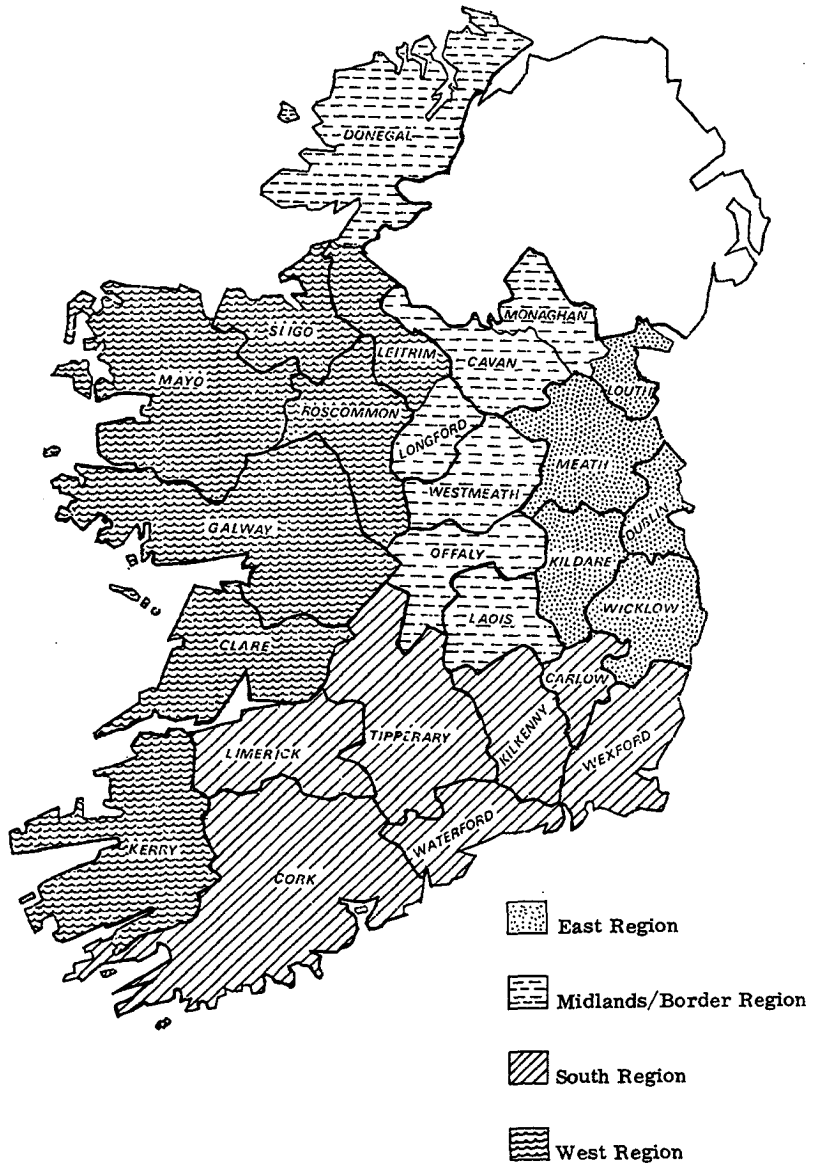 DONEGAL
MONAGHAN
SLIGO
LEITRIM
CAVAN
MAYO
LOUTH
ROSCOMMON
LONGFORD
MEATH
WESTMEATH
DUBLIN
GALWAY
OFFALY
KILDARE
WICKLOW
LAOIS
CLARE
CARLOW
TIPPERARY
KILKENNY
WEXFORD
LIMERICK
WATERFORD
KERRY
CORK
East Region
Midlands/Border Region
South Region
West Region